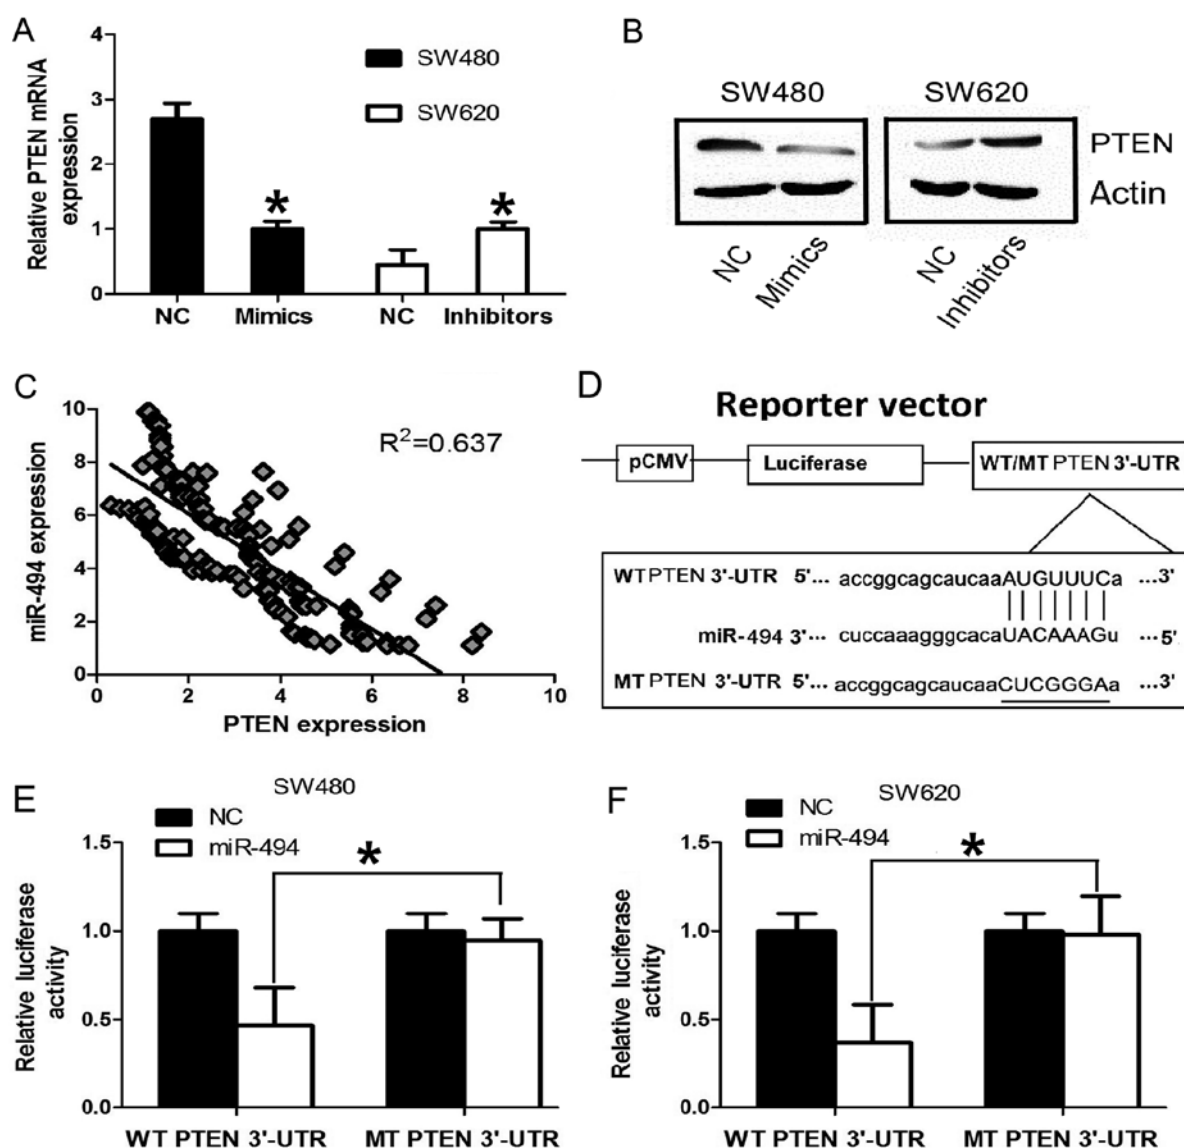 A
Relative PTEN mRNA
expression
4
3
2
1
0
SW480
SW620
*
*
NC
Mimics
NC
Inhibitors
B
SW480
SW620
PTEN
Actin
NC
Mimics
NC
Inhibitors
C
miR-494 expression
10
8
6
4
2
0
R²=0.637
0
2
4
6
8
10
PTEN expression
D
Reporter vector
pCMV
Luciferase
WT/MT PTEN 3'-UTR
WT PTEN 3'-UTR 5'... accggcagcaucaaAUGUUUCa ...3'
miR-494 3'... cuccaaagggcacaUACAAAGu ...5'
MT PTEN 3'-UTR 5'... accggcagcaucaaCUCGGGAa ...3'
E
SW480
NC
miR-494
*
Relative luciferase
activity
1.5
1.0
0.5
0.0
WT PTEN 3'-UTR
MT PTEN 3'-UTR
F
SW620
NC
miR-494
*
Relative luciferase
activity
1.5
1.0
0.5
0.0
WT PTEN 3'-UTR
MT PTEN 3'-UTR